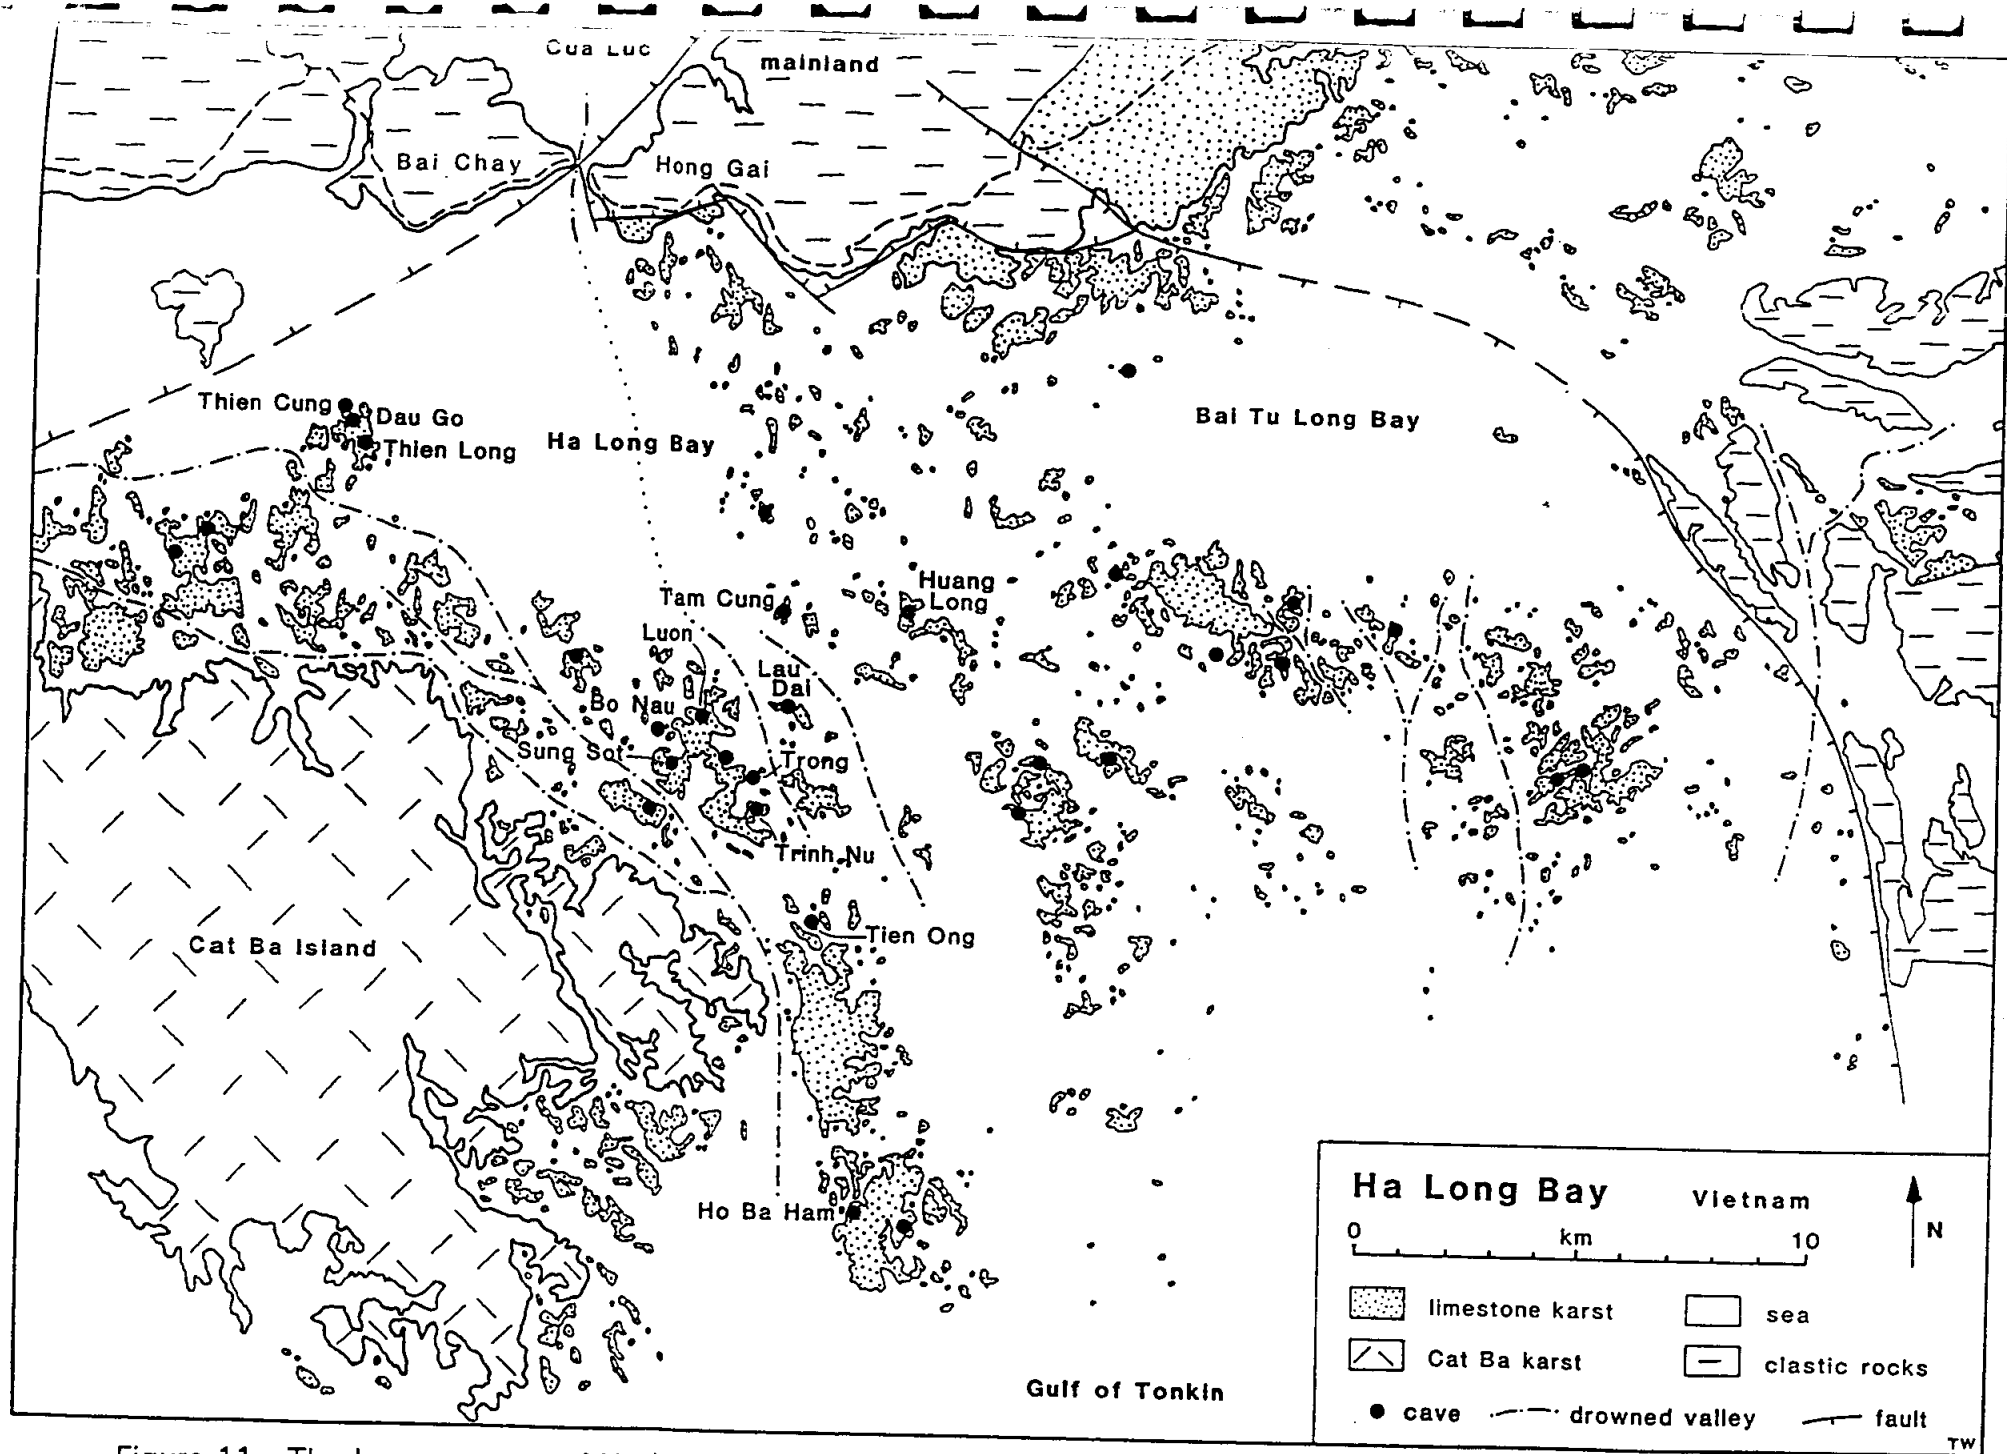 Cua Luc
mainland
Bai Chay
Hong Gai
Thien Cung
Dau Go
Thien Long
Ha Long Bay
Bai Tu Long Bay
Huang
Long
Tam Cung
Luon
Lau
Dai
Bo Nau
Sung Sot
Trong
Trinh Nu
Tien Ong
Cat Ba Island
Ho Ba Ham
Gulf of Tonkin
Ha Long Bay Vietnam
0 km 10
N
limestone karst
sea
Cat Ba karst
clastic rocks
cave
drowned valley
fault
TW
Figure 11